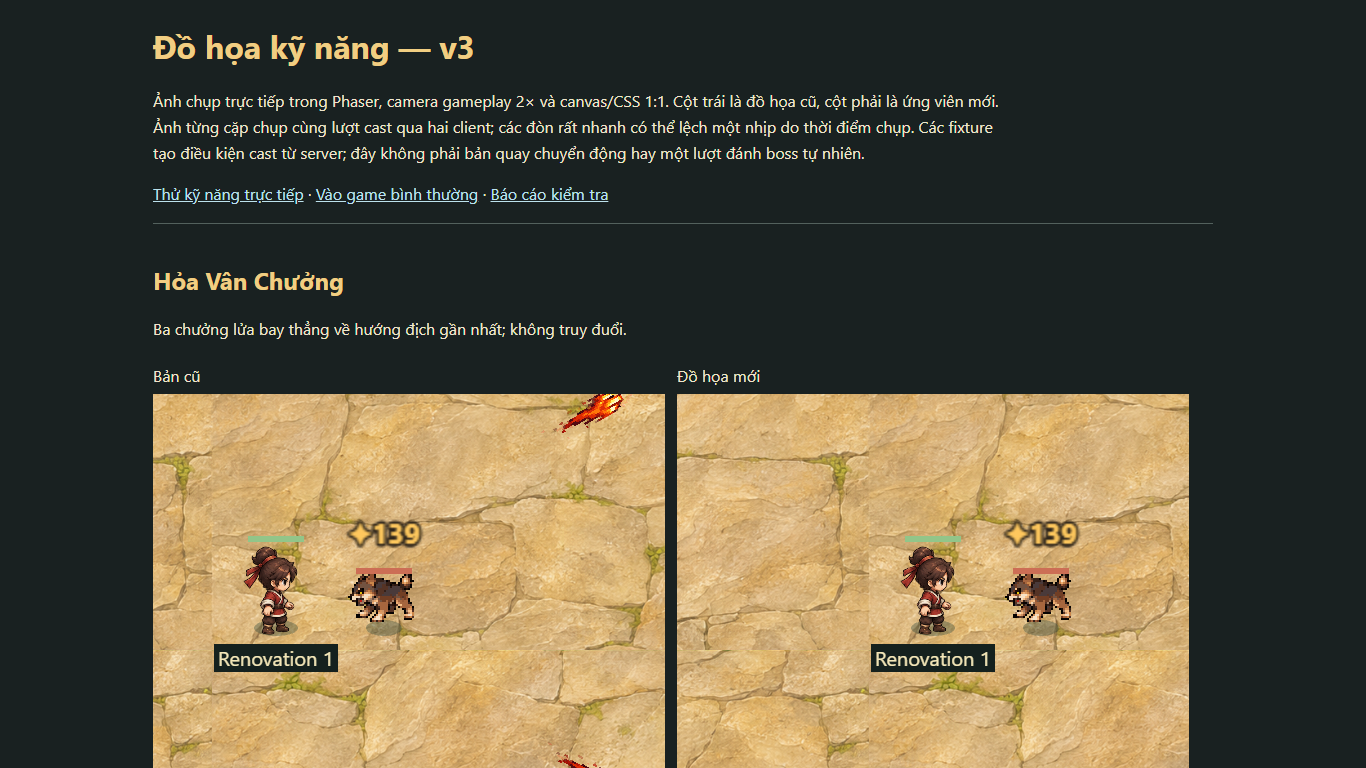 Đồ họa kỹ năng — v3
Ảnh chụp trực tiếp trong Phaser, camera gameplay 2× và canvas/CSS 1:1. Cột trái là đồ họa cũ, cột phải là ứng viên mới.
Ảnh từng cặp chụp cùng lượt cast qua hai client; các đòn rất nhanh có thể lệch một nhịp do thời điểm chụp. Các fixture
tạo điều kiện cast từ server; đây không phải bản quay chuyển động hay một lượt đánh boss tự nhiên.
Thử kỹ năng trực tiếp · Vào game bình thường · Báo cáo kiểm tra
Hỏa Vân Chưởng
Ba chưởng lửa bay thẳng về hướng địch gần nhất; không truy đuổi.
Bản cũ
139
Renovation 1
Đồ họa mới
139
Renovation 1